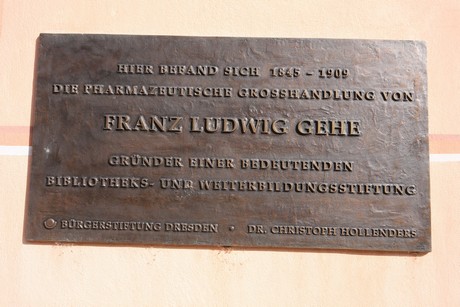 HIER BEFAND SICH 1845 - 1909
DIE PHARMAZEUTISCHE GROSSHANDLUNG VON
FRANZ LUDWIG GEHE
GRÜNDER EINER BEDEUTENDEN
BIBLIOTHEKS- UND WEITERBILDUNGSSTIFTUNG
BÜRGERSTIFTUNG DRESDEN • DR. CHRISTOPH HOLLENDERS